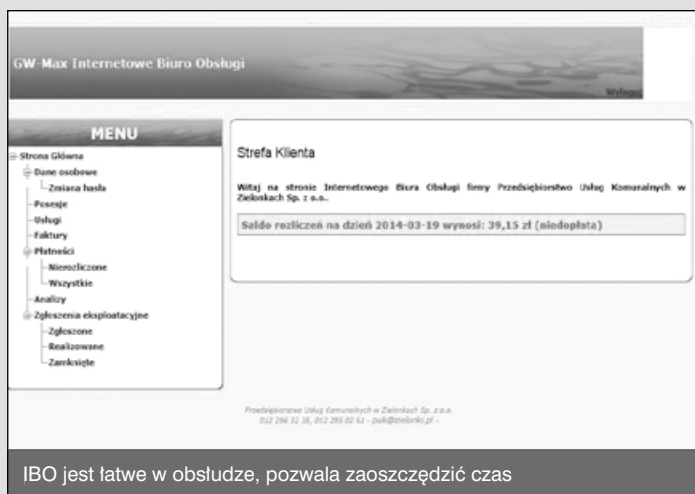 GW-Max Internetowe Biuro Obsługi
Wyloguj
MENU
Strona Główna
Dane osobowe
Zmiana hasła
Posesje
Usługi
Faktury
Płatności
Nierozliczone
Wszystkie
Analizy
Zgłoszenia eksploatacyjne
Zgłoszone
Realizowane
Zamknięte
Strefa Klienta
Witaj na stronie Internetowego Biura Obsługi firmy Przedsiębiorstwo Usług Komunalnych w
Zielonkach Sp. z o.o..
Saldo rozliczeń na dzień 2014-03-19 wynosi: 39,15 zł (niedopłata)
Przedsiębiorstwo Usług Komunalnych w Zielonkach Sp. z o.o.
puk@zielonki.pl -
IBO jest łatwe w obsłudze, pozwala zaoszczędzić czas